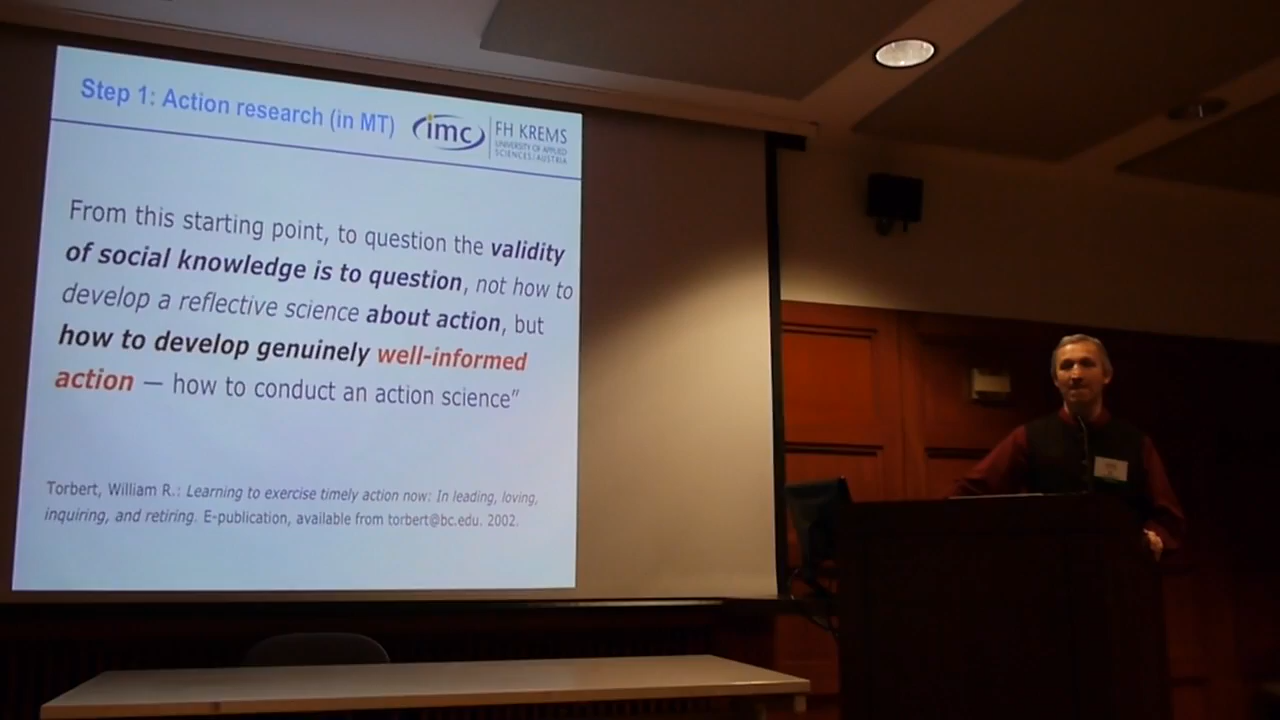 Step 1: Action research (in MT)
imc
FH KREMS
UNIVERSITY OF APPLIED
SCIENCES/AUSTRIA
From this starting point, to question the validity
of social knowledge is to question, not how to
develop a reflective science about action, but
how to develop genuinely well-informed
action — how to conduct an action science”
Torbert, William R.: Learning to exercise timely action now: In leading, loving,
inquiring, and retiring. E-publication, available from torbert@bc.edu. 2002.